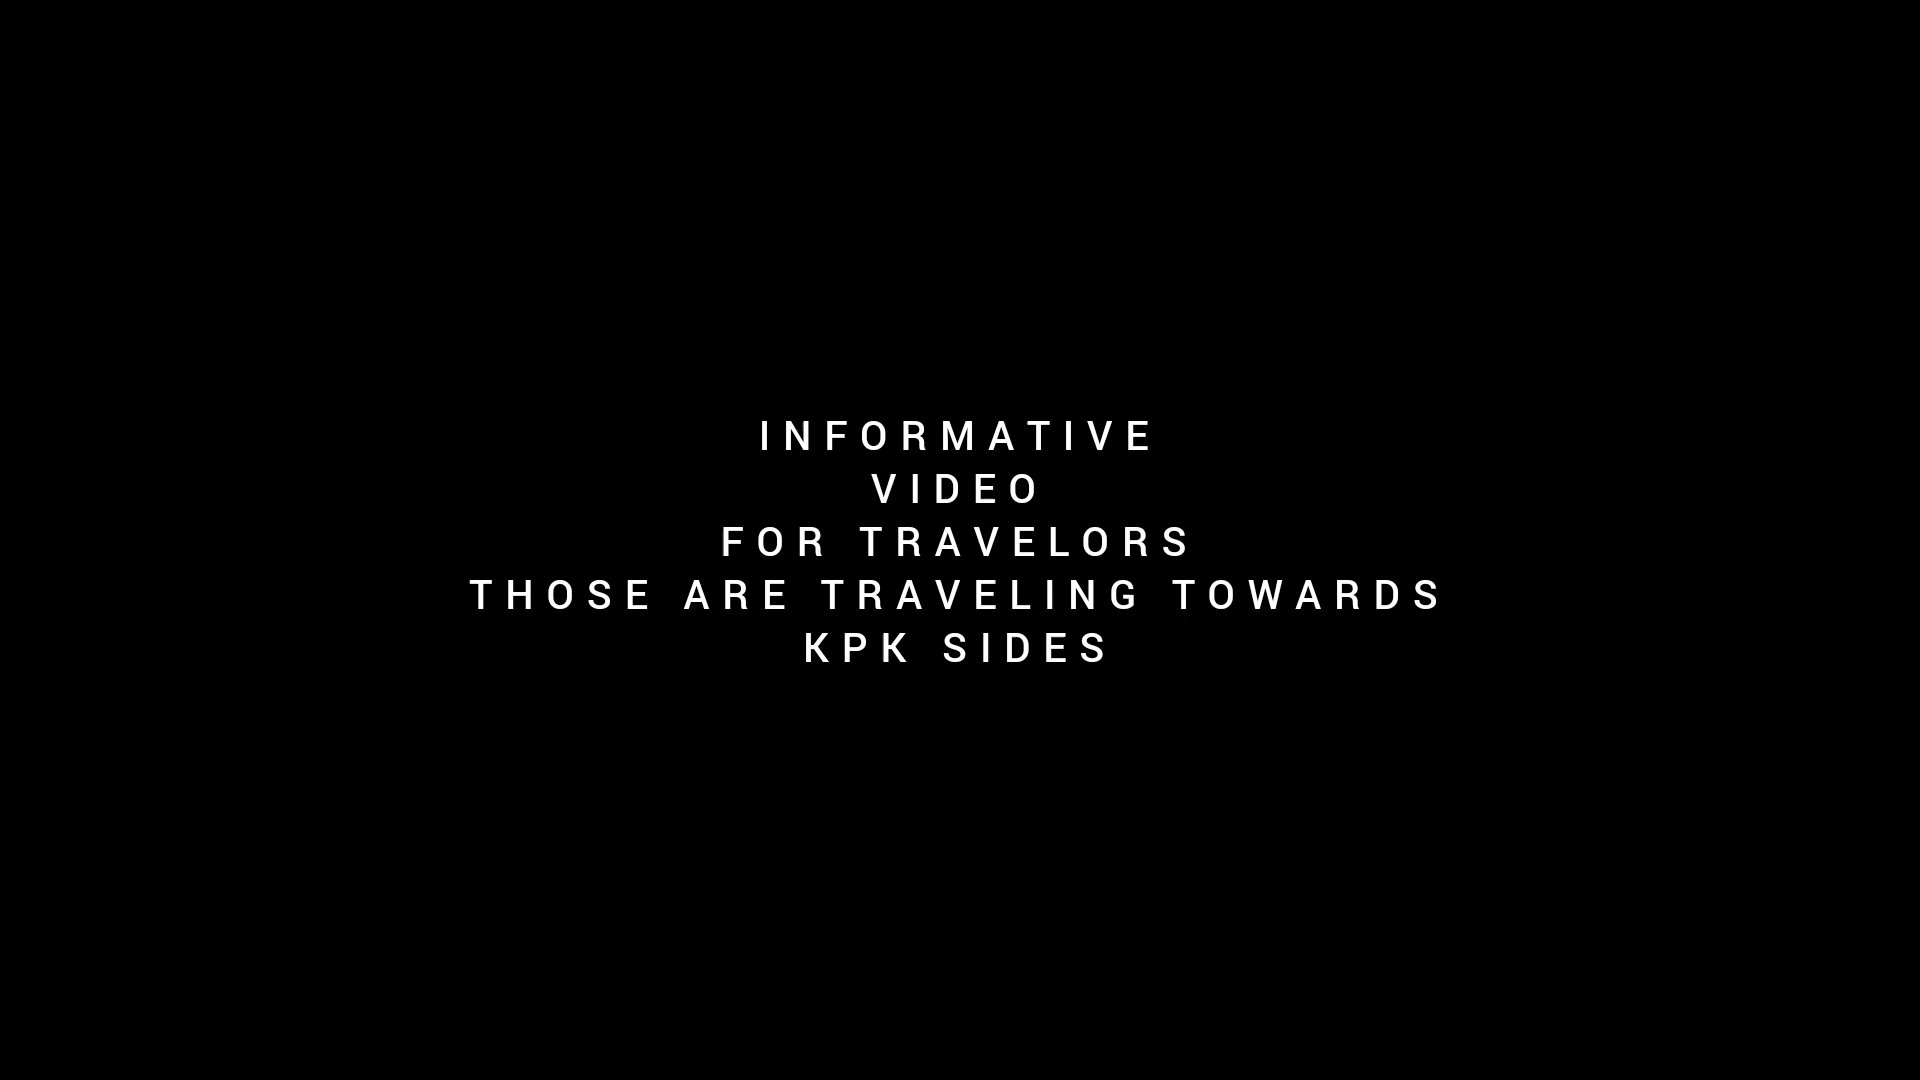 INFORMATIVE
VIDEO
FOR TRAVELORS
THOSE ARE TRAVELING TOWARDS
KPK SIDES